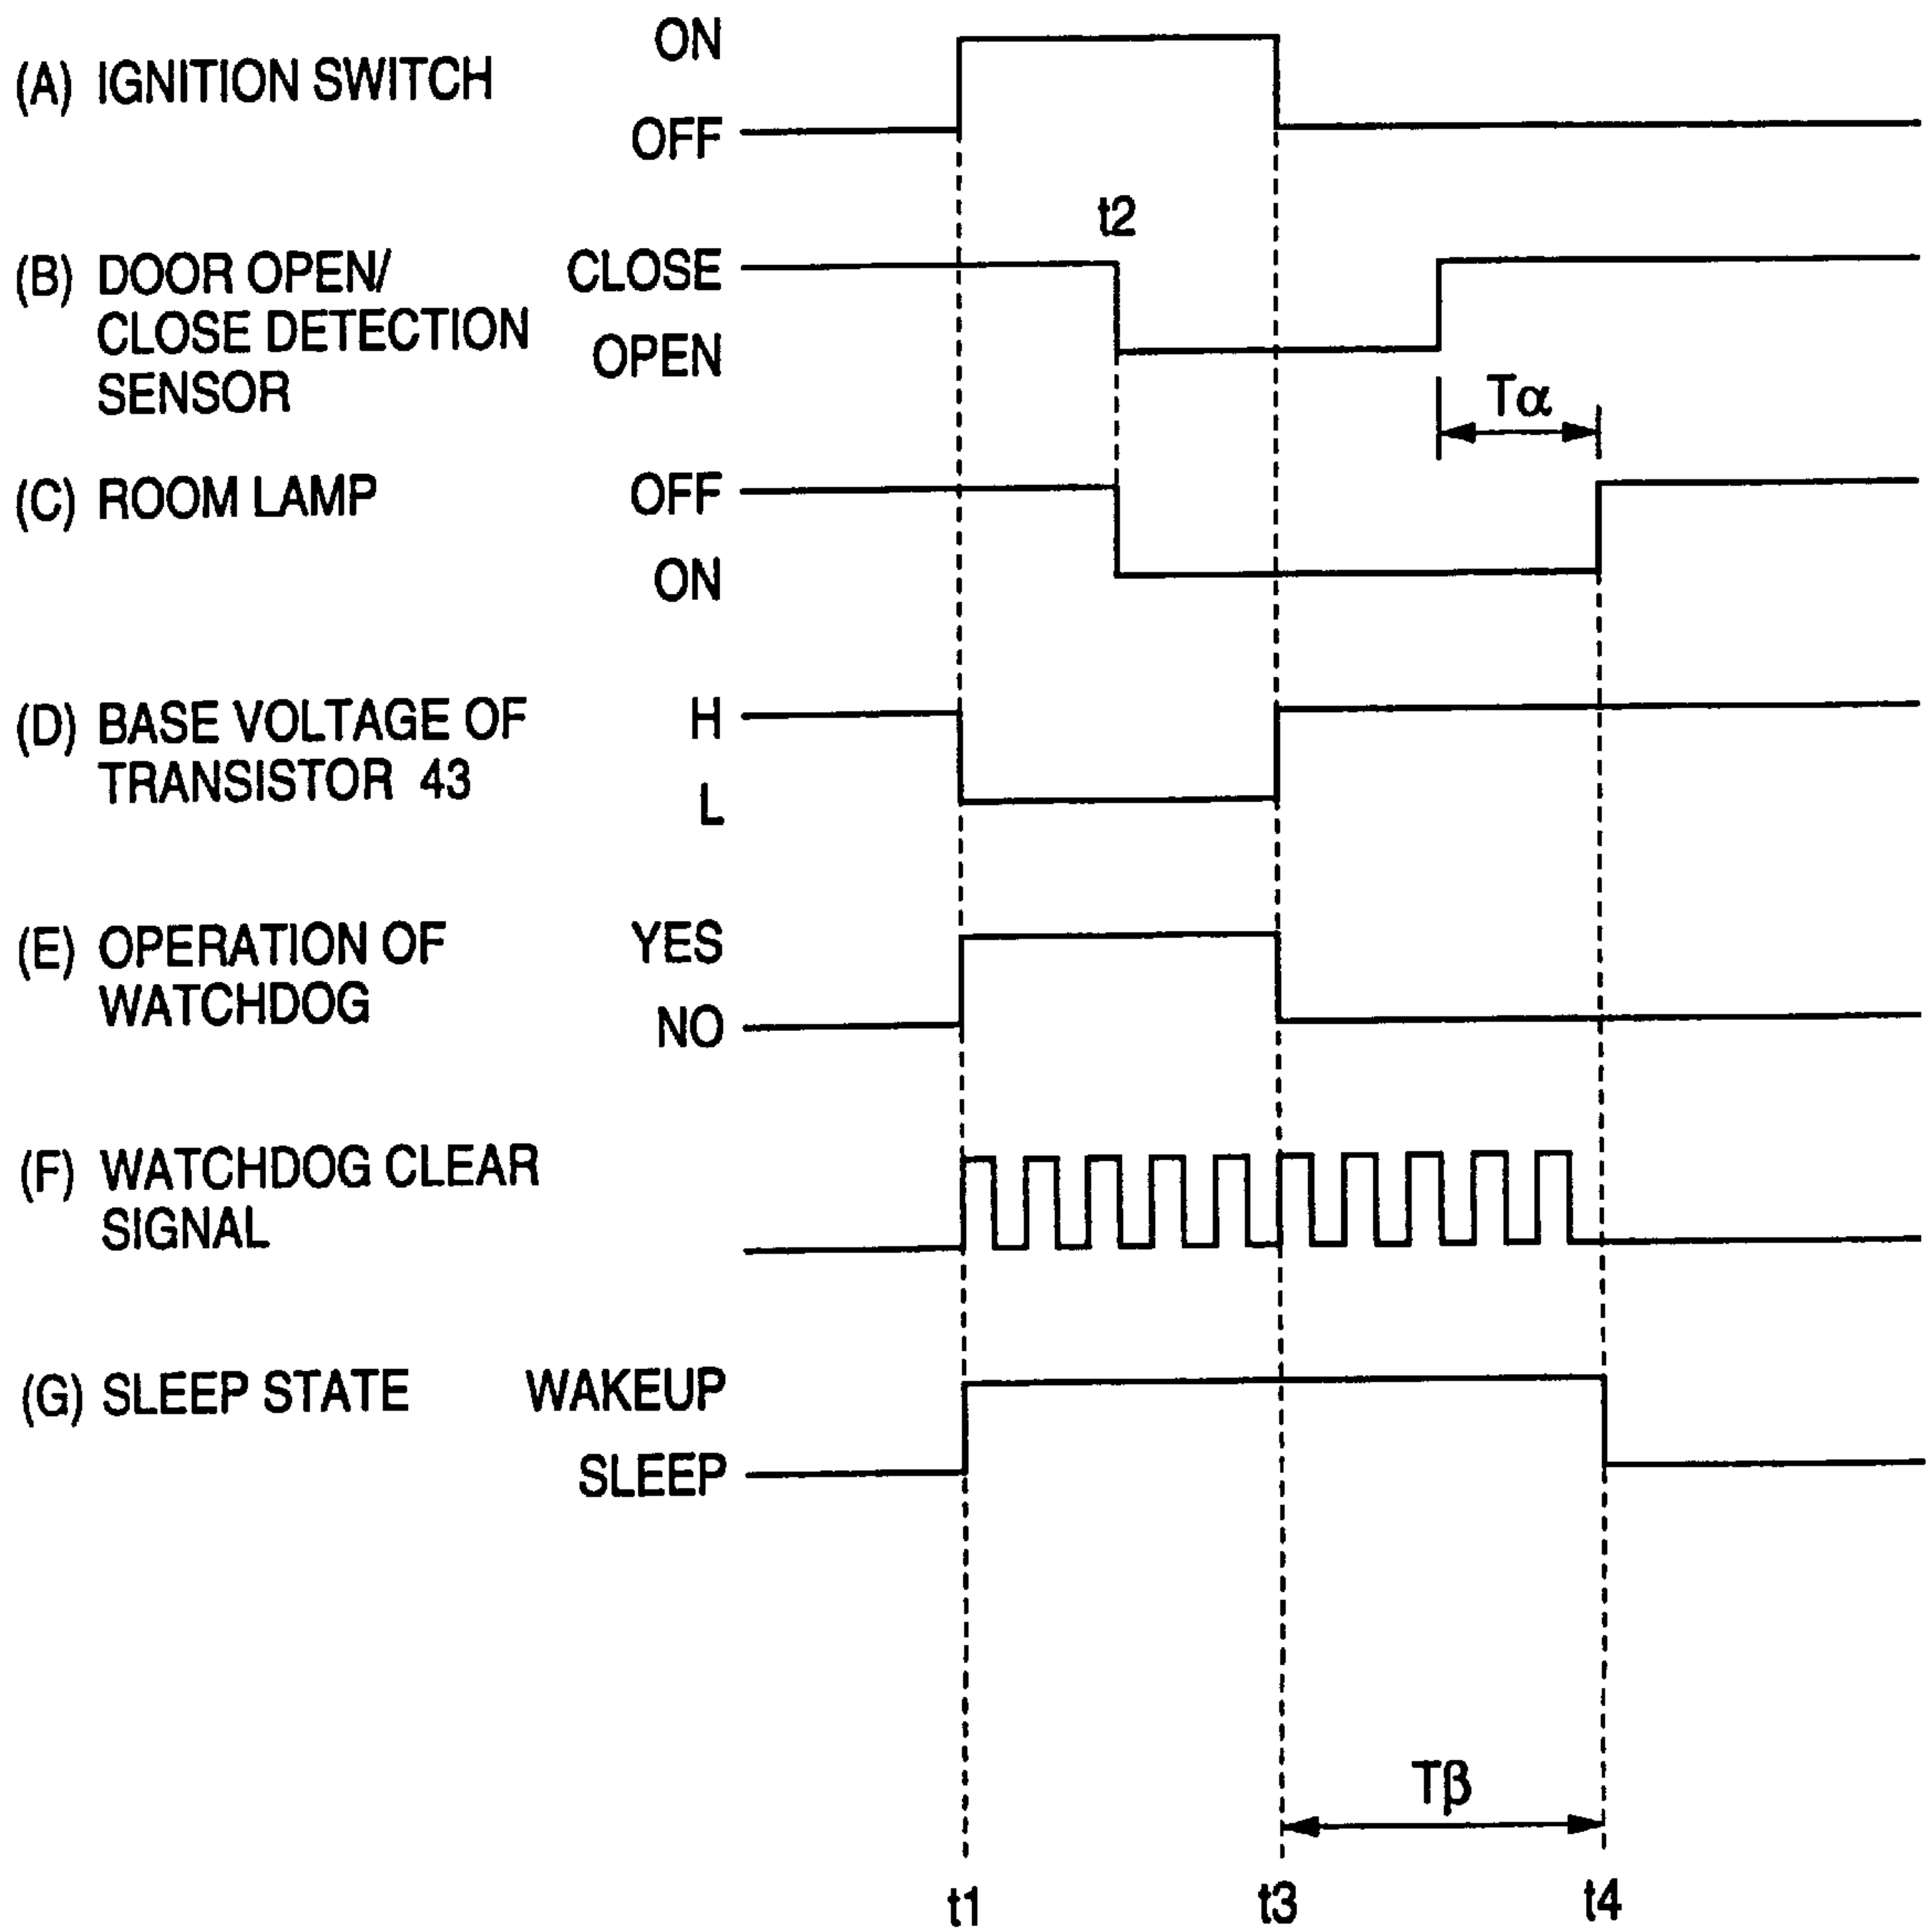 ON
(A) IGNITION SWITCH
OFF
t2
(B) DOOR OPEN/
CLOSE DETECTION
SENSOR
CLOSE
OPEN
Tα
(C) ROOM LAMP
OFF
ON
(D) BASE VOLTAGE OF
TRANSISTOR 43
H
L
(E) OPERATION OF
WATCHDOG
YES
NO
(F) WATCHDOG CLEAR
SIGNAL
(G) SLEEP STATE
WAKEUP
SLEEP
Tβ
t1
t3
t4